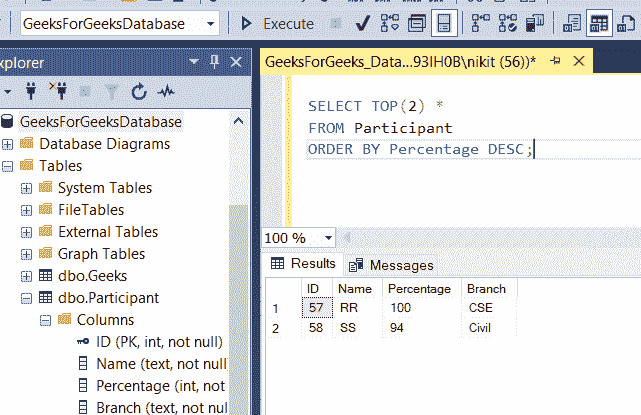 GeeksForGeeksDatabase Execute
xplorer
GeeksForGeeks_Data...93IH0B\nikit (56))*
GeeksForGeeksDatabase
Database Diagrams
Tables
System Tables
FileTables
External Tables
Graph Tables
dbo.Geeks
dbo.Participant
Columns
ID (PK, int, not null)
Name (text, not null
Percentage (int, not
Branch (text, not nul
SELECT TOP(2) *
FROM Participant
ORDER BY Percentage DESC;
100 %
Results Messages
ID Name Percentage Branch
1 57 RR 100 CSE
2 58 SS 94 Civil